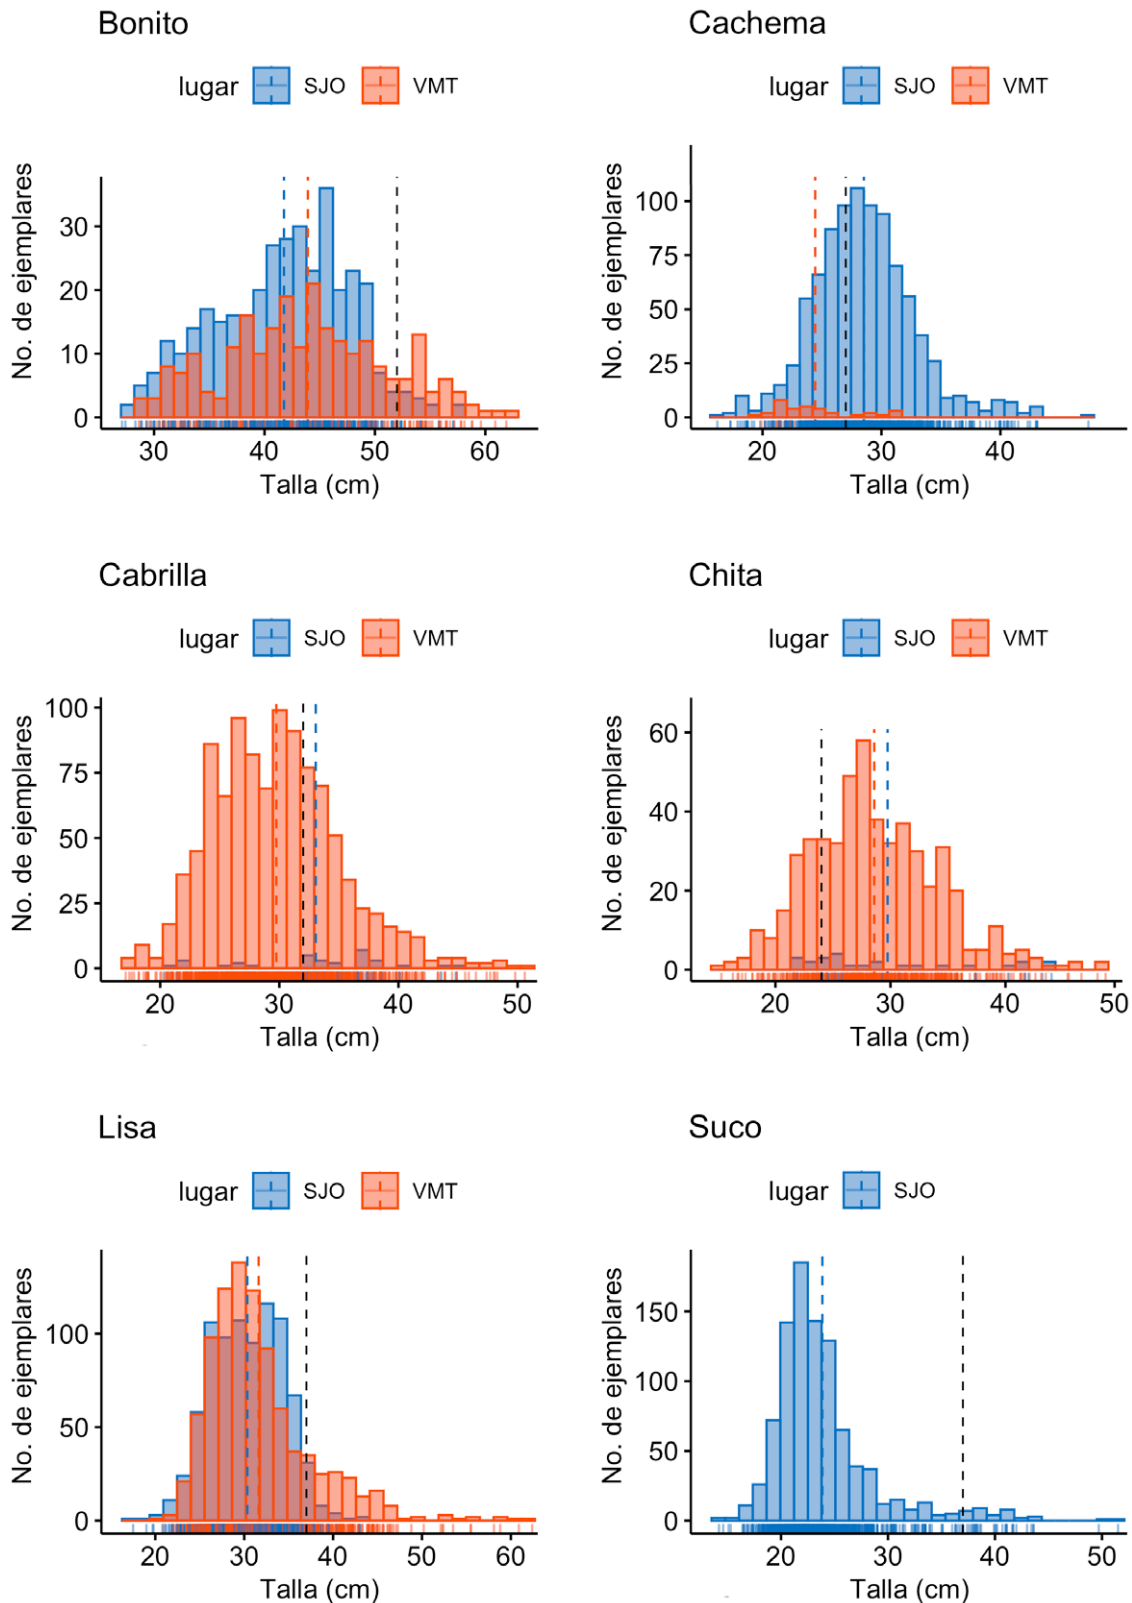 Bonito
lugar SJO VMT
No. de ejemplares
30
20
10
0
30 40 50 60
Talla (cm)
Cachema
lugar SJO VMT
No. de ejemplares
100
75
50
25
0
20 30 40
Talla (cm)
Cabrilla
lugar SJO VMT
No. de ejemplares
100
75
50
25
0
20 30 40 50
Talla (cm)
Chita
lugar SJO VMT
No. de ejemplares
60
40
20
0
20 30 40 50
Talla (cm)
Lisa
lugar SJO VMT
No. de ejemplares
100
50
0
20 30 40 50 60
Talla (cm)
Suco
lugar SJO
No. de ejemplares
150
100
50
0
20 30 40 50
Talla (cm)